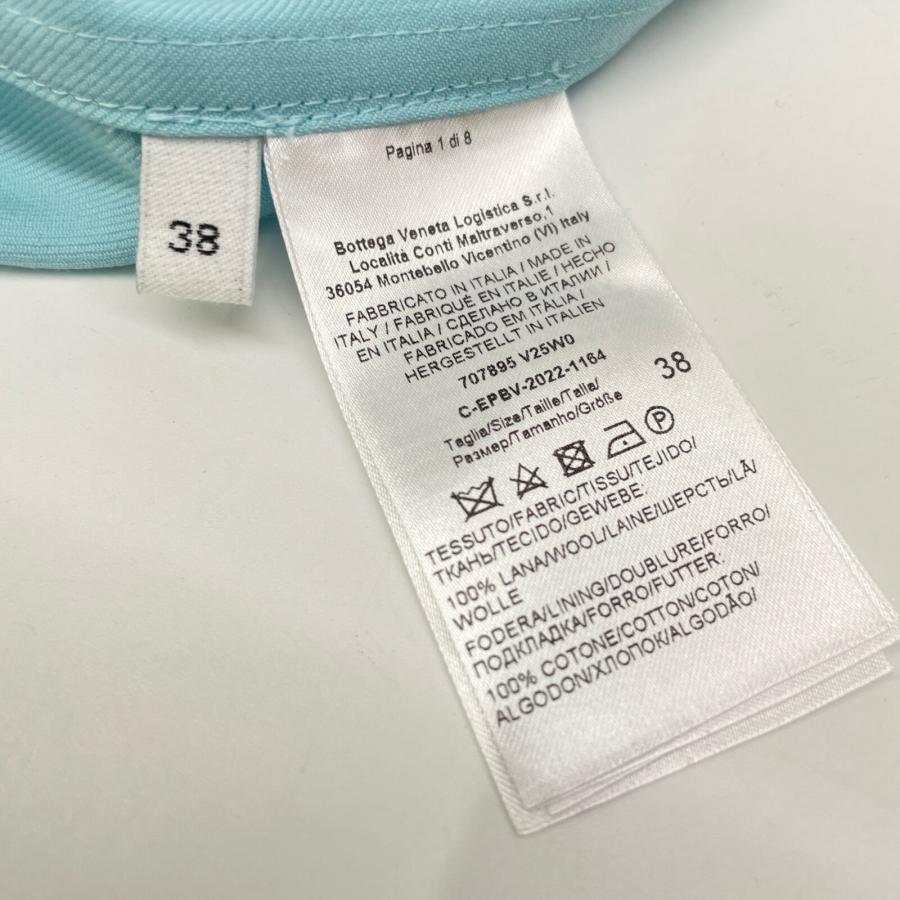 38
Pagina 1 di 8
Bottega Veneta Logistica S.r.l.
Località Conti Maltraverso,1
36054 Montebello Vicentino (VI) Italy
FABBRICATO IN ITALIA / MADE IN
ITALY / FABRIQUÉ EN ITALIE / HECHO
EN ITALIA / СДЕЛАНО В ИТАЛИИ /
FABRICADO EM ITÁLIA /
HERGESTELLT IN ITALIEN
707895 V25W0
C-EPBV-2022-1164
Taglia/Size/Taille/Talla/
Размер/Tamanho/Größe
38
P
TESSUTO/FABRIC/TISSU/TEJIDO/
ТКАНЬ/TECIDO/GEWEBE:
100% LANA/WOOL/LAINE/ШЕРСТЬ/LÃ/
WOLLE
FODERA/LINING/DOUBLURE/FORRO/
ПОДКЛАДКА/FORRO/FUTTER:
100% COTONE/COTTON/COTON/
ALGODON/ХЛОПОК/ALGODÃO/